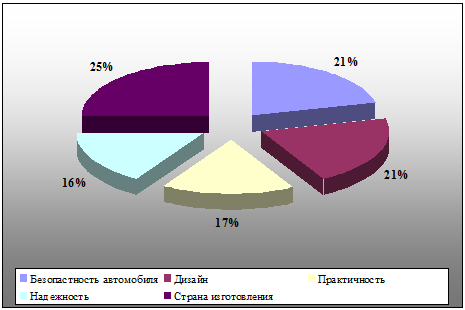 25%
21%
16%
21%
17%
Безопастность автомобиля Дизайн Практичность
Надежность Страна изготовления